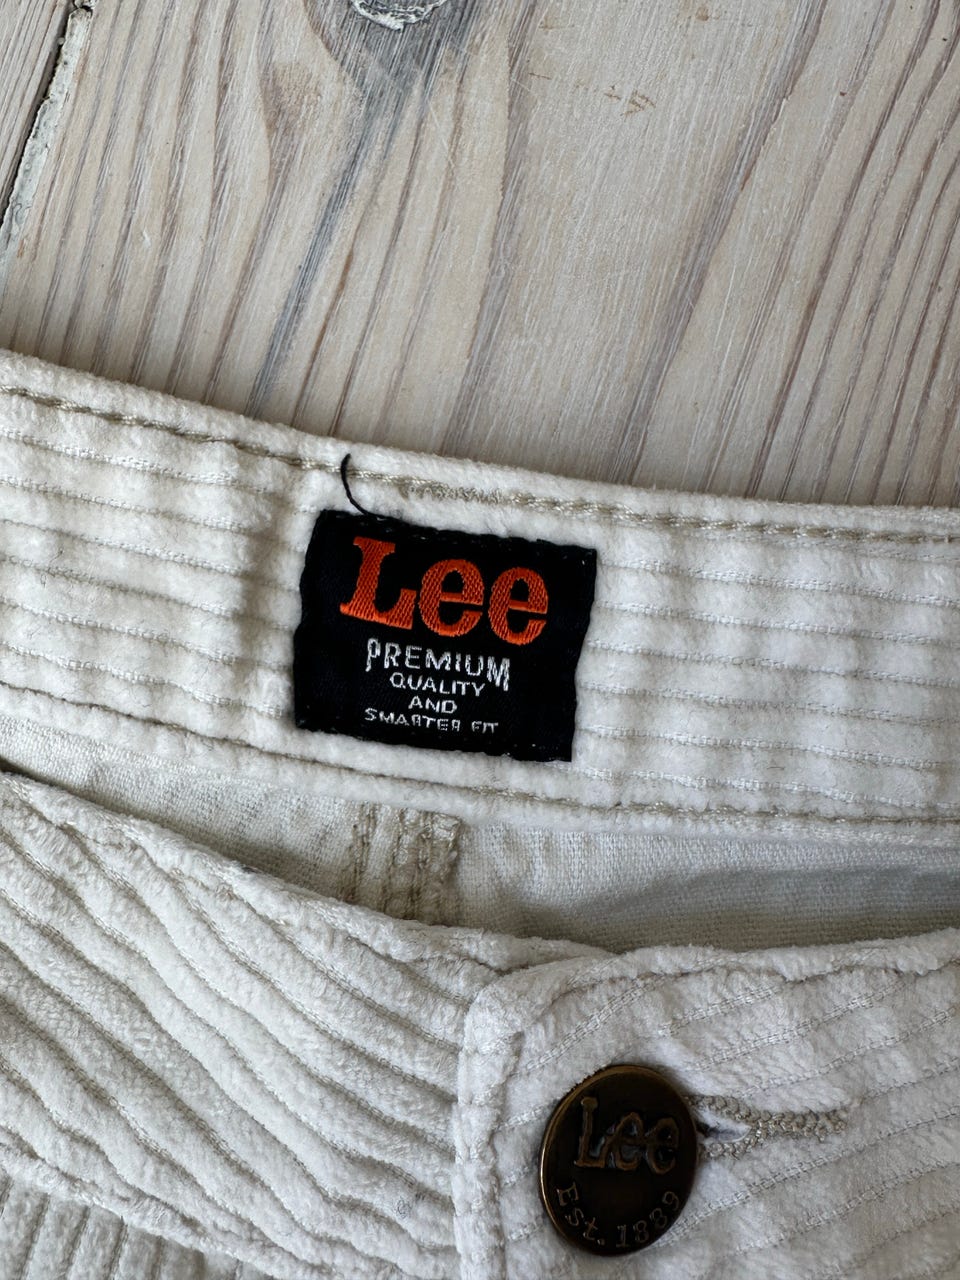 Lee
PREMIUM
QUALITY
AND
SMARTER FIT
Lee
Est. 1889